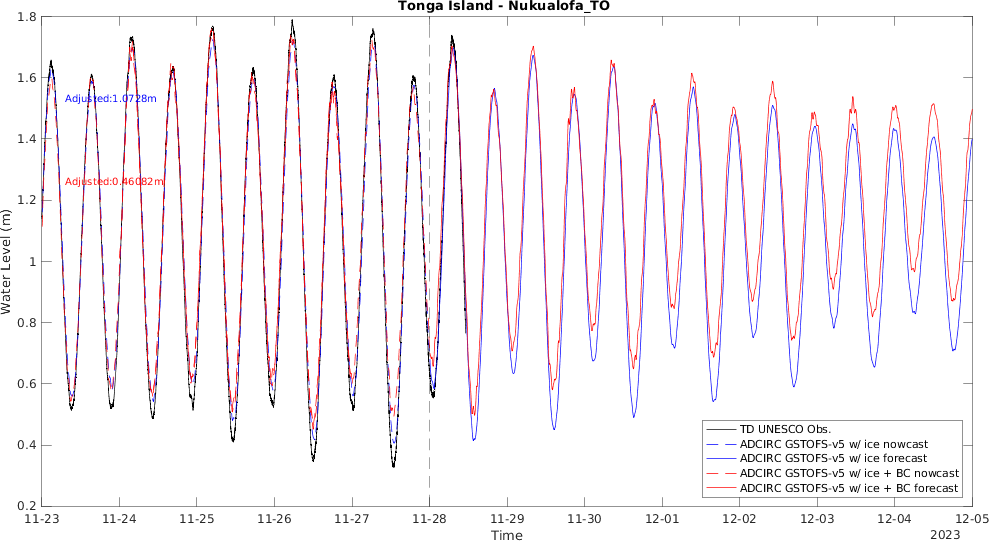 Tonga Island - Nukualofa_TO
1.8
1.6
1.4
1.2
1
0.8
0.6
0.4
0.2
Water Level (m)
Adjusted:1.0728m
Adjusted:0.46082m
TD UNESCO Obs.
ADCIRC GSTOFS-v5 w/ ice nowcast
ADCIRC GSTOFS-v5 w/ ice forecast
ADCIRC GSTOFS-v5 w/ ice + BC nowcast
ADCIRC GSTOFS-v5 w/ ice + BC forecast
11-23 11-24 11-25 11-26 11-27 11-28 11-29 11-30 12-01 12-02 12-03 12-04 12-05
Time 2023